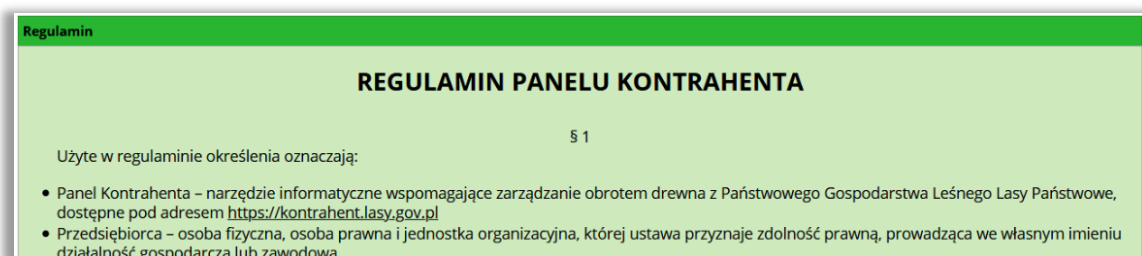 Regulamin
REGULAMIN PANELU KONTRAHENTA
§ 1
Użyte w regulaminie określenia oznaczają:
• Panel Kontrahenta – narzędzie informatyczne wspomagające zarządzanie obrotem drewna z Państwowego Gospodarstwa Leśnego Lasy Państwowe,
dostępne pod adresem https://kontrahent.lasy.gov.pl
• Przedsiębiorca – osoba fizyczna, osoba prawna i jednostka organizacyjna, której ustawa przyznaje zdolność prawną, prowadząca we własnym imieniu
działalność gospodarczą lub zawodową